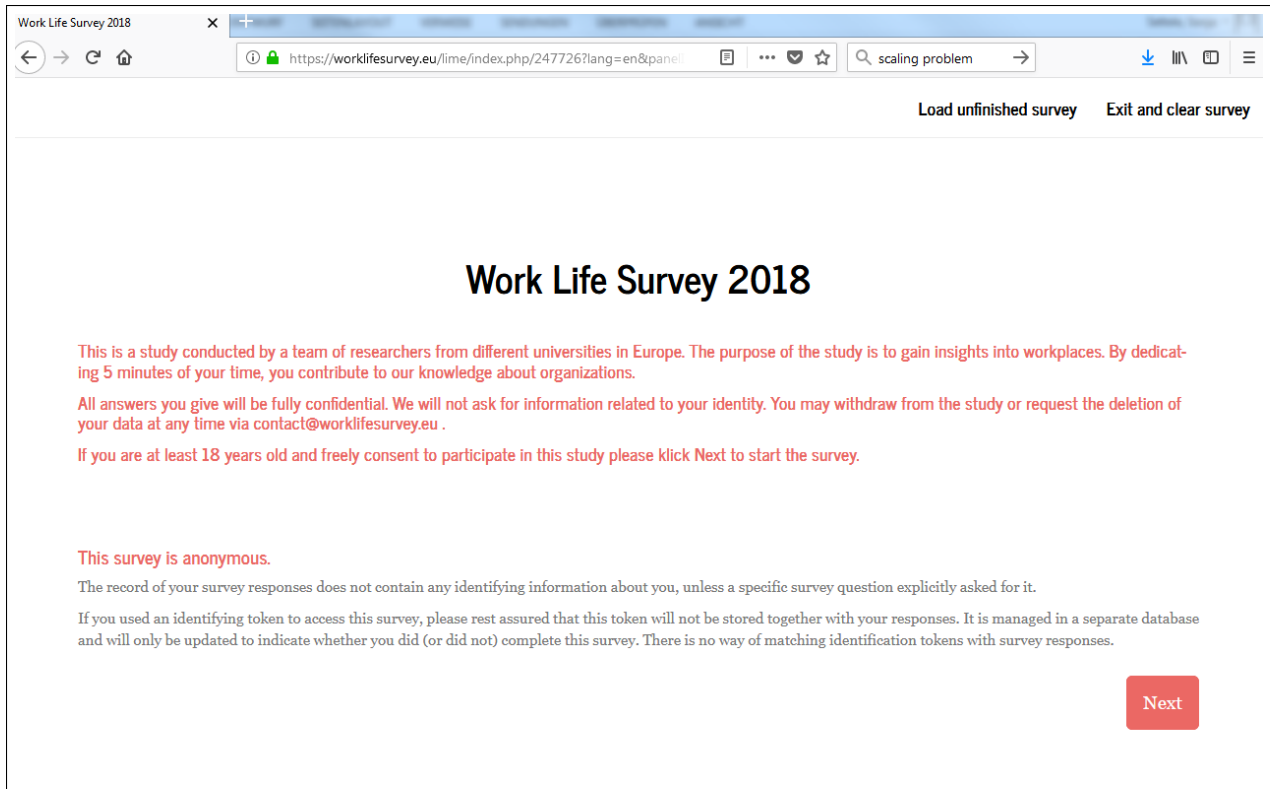 Work Life Survey 2018
https://worklifesurvey.eu/lime/index.php/247726?lang=en&panel
scaling problem
Load unfinished survey Exit and clear survey
Work Life Survey 2018
This is a study conducted by a team of researchers from different universities in Europe. The purpose of the study is to gain insights into workplaces. By dedicat-
ing 5 minutes of your time, you contribute to our knowledge about organizations.
All answers you give will be fully confidential. We will not ask for information related to your identity. You may withdraw from the study or request the deletion of
your data at any time via contact@worklifesurvey.eu .
If you are at least 18 years old and freely consent to participate in this study please klick Next to start the survey.
This survey is anonymous.
The record of your survey responses does not contain any identifying information about you, unless a specific survey question explicitly asked for it.
If you used an identifying token to access this survey, please rest assured that this token will not be stored together with your responses. It is managed in a separate database
and will only be updated to indicate whether you did (or did not) complete this survey. There is no way of matching identification tokens with survey responses.
Next